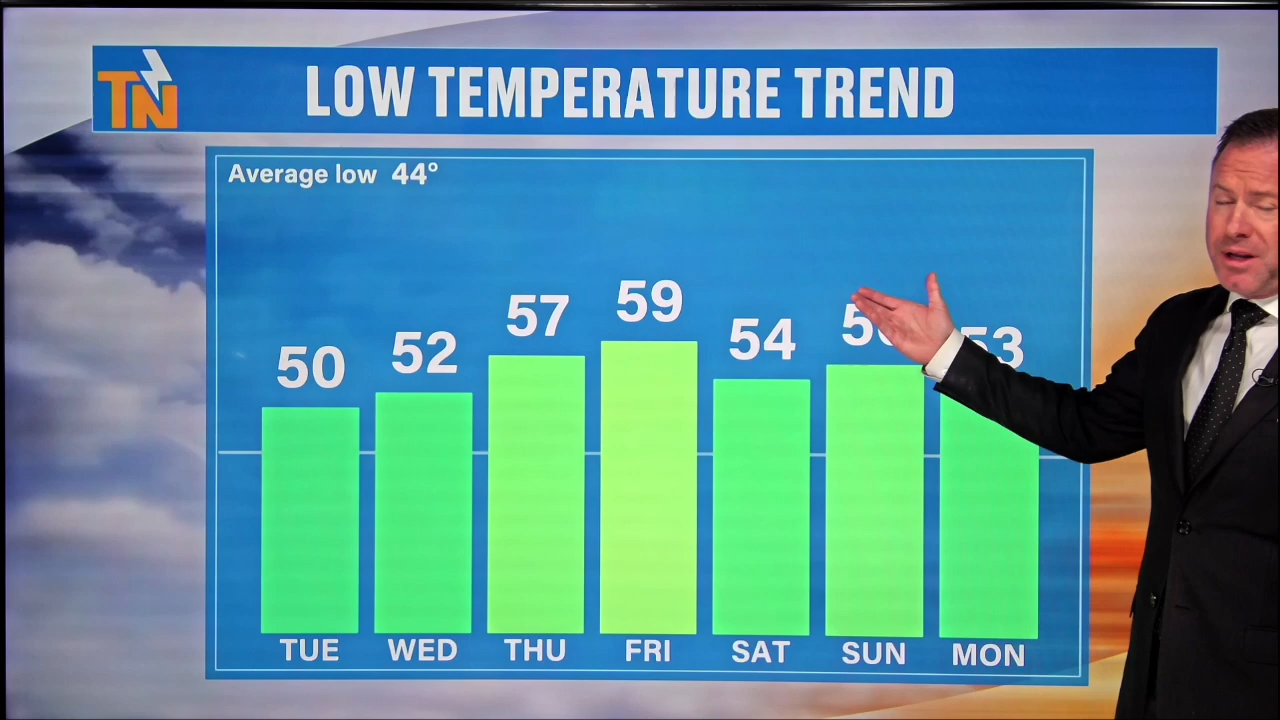 TN
LOW TEMPERATURE TREND
Average low 44°
50 52 57 59 54 53
TUE WED THU FRI SAT SUN MON